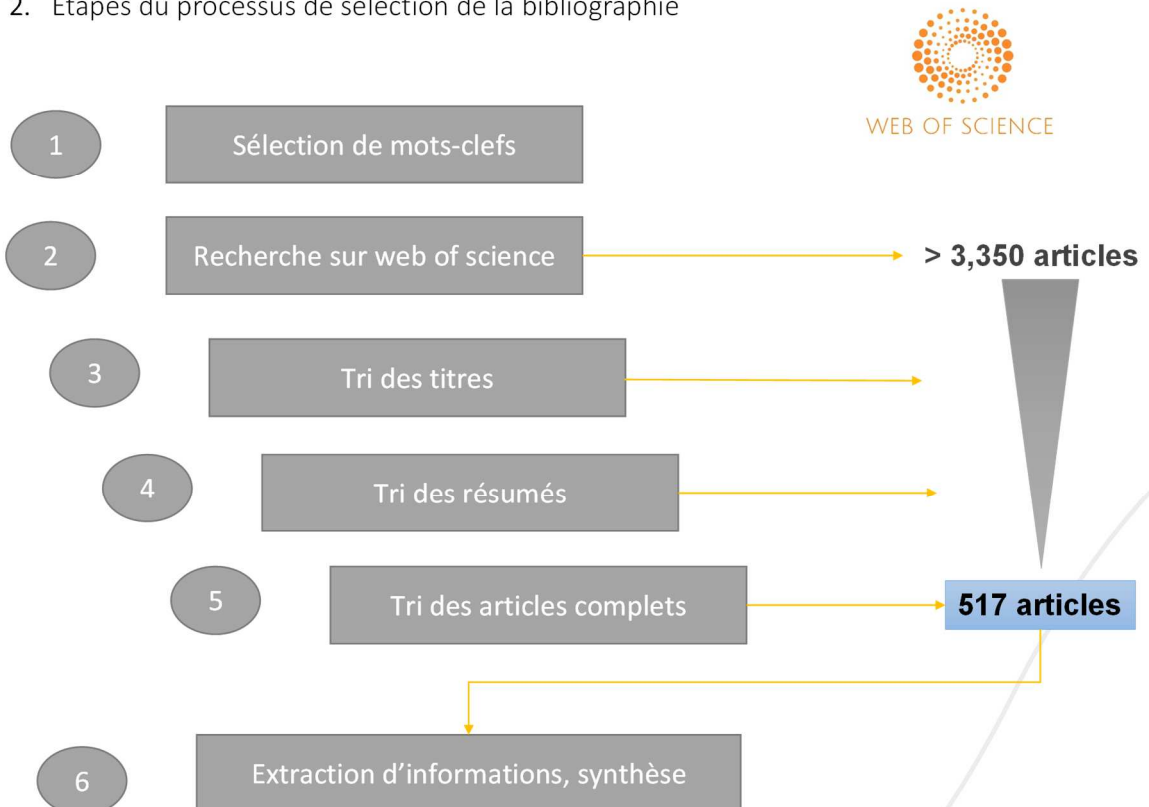 2. Etapes du processus de sélection de la bibliographie
WEB OF SCIENCE
1
Sélection de mots-clefs
2
Recherche sur web of science
> 3,350 articles
3
Tri des titres
4
Tri des résumés
5
Tri des articles complets
517 articles
6
Extraction d'informations, synthèse